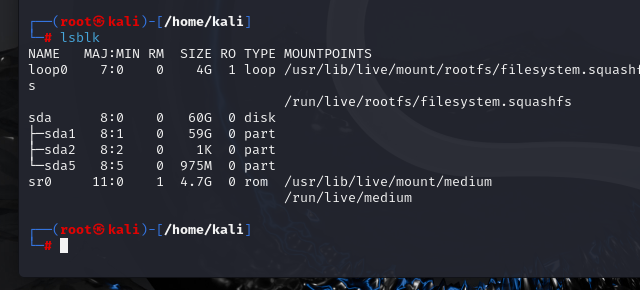 ┌──(root㉿kali)-[/home/kali]
└─# lsblk
NAME   MAJ:MIN RM  SIZE RO TYPE MOUNTPOINTS
loop0    7:0    0    4G  1 loop /usr/lib/live/mount/rootfs/filesystem.squashf
s
                                /run/live/rootfs/filesystem.squashfs
sda      8:0    0   60G  0 disk
├─sda1   8:1    0   59G  0 part
├─sda2   8:2    0    1K  0 part
└─sda5   8:5    0  975M  0 part
sr0     11:0    1  4.7G  0 rom  /usr/lib/live/mount/medium
                                /run/live/medium
┌──(root㉿kali)-[/home/kali]
└─#